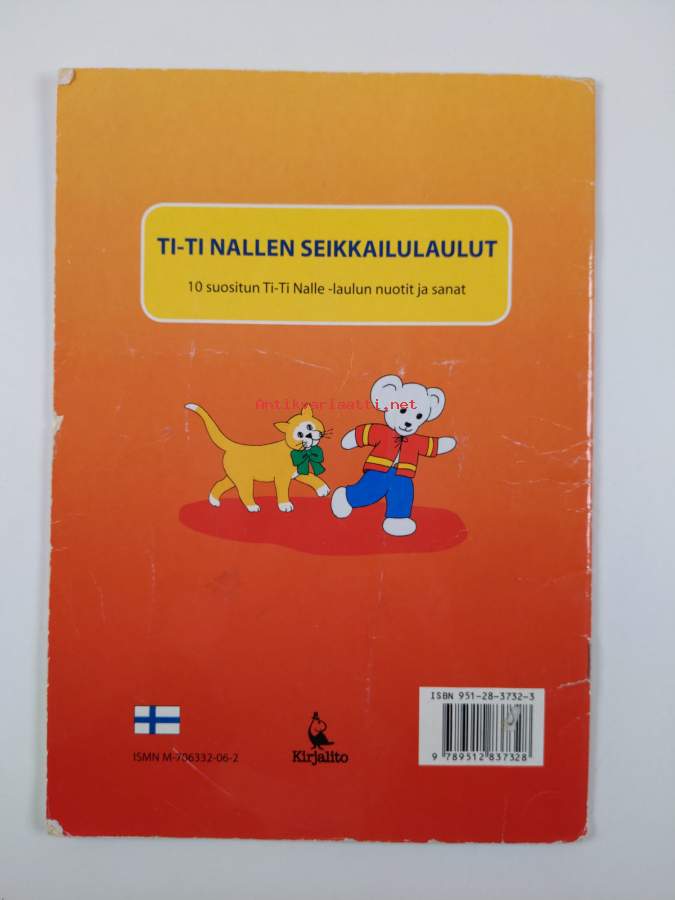 TI-TI NALLEN SEIKKAILULAULUT
10 suositun Ti-Ti Nalle -laulun nuotit ja sanat
Antikvariaatti.net
ISBN 951-28-3732-3
9 789512 837328
ISMN M-706332-06-2
Kirjalito